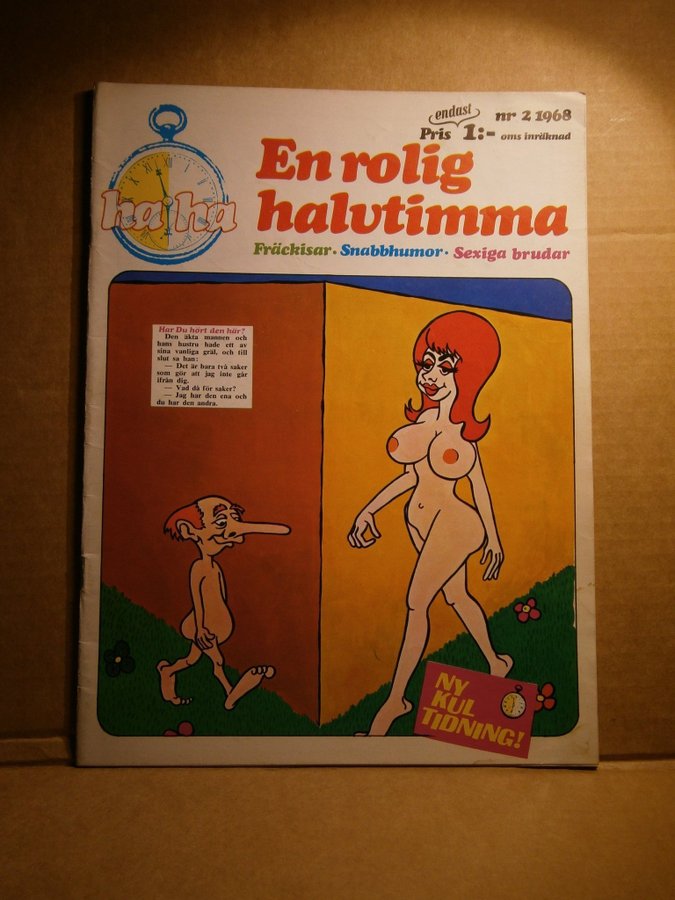 endast
nr 2 1968
Pris 1:- oms inräknad
ha ha
En rolig
halvtimma
Fräckisar · Snabbhumor · Sexiga brudar
Har Du hört den här?
Den äkta mannen och
hans hustru hade ett av
sina vanliga gräl, och till
slut sa han:
— Det är bara två saker
som gör att jag inte går
ifrån dig.
— Vad då för saker?
— Jag har den ena och
du har den andra.
NY
KUL
TIDNING!